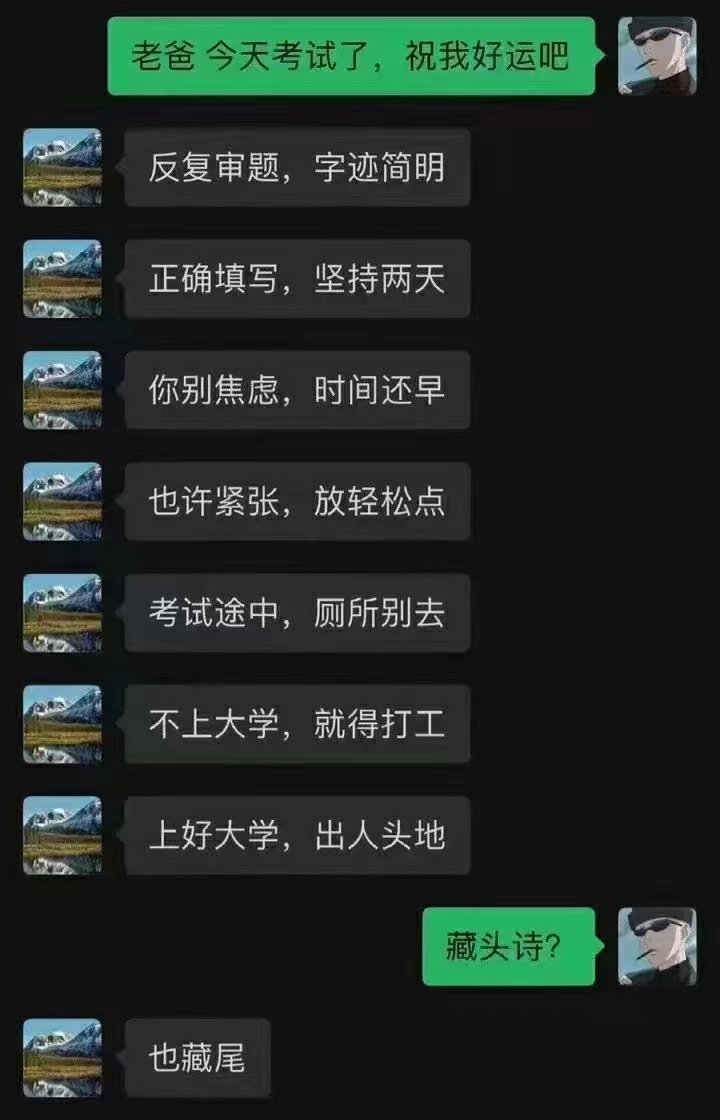 老爸 今天考试了，祝我好运吧
反复审题，字迹简明
正确填写，坚持两天
你别焦虑，时间还早
也许紧张，放轻松点
考试途中，厕所别去
不上大学，就得打工
上好大学，出人头地
藏头诗？
也藏尾